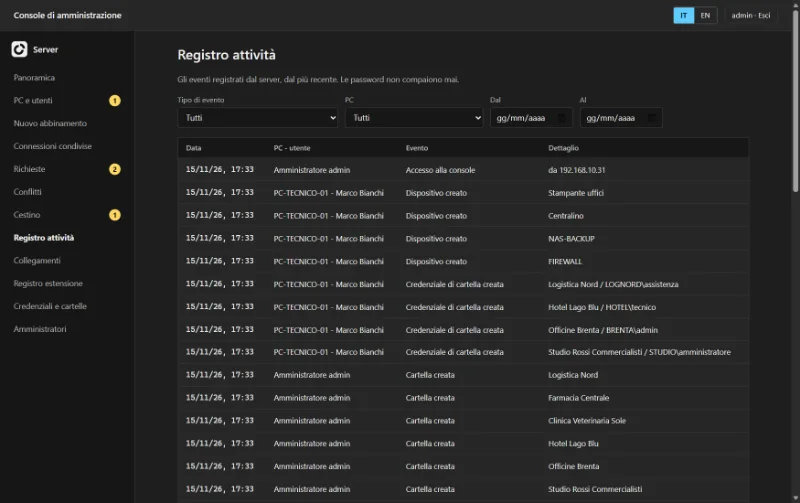 Console di amministrazione
IT EN admin · Esci
Server
Panoramica
PC e utenti 1
Nuovo abbinamento
Connessioni condivise
Richieste 2
Conflitti
Cestino 1
Registro attività
Collegamenti
Registro estensione
Credenziali e cartelle
Amministratori
Registro attività
Gli eventi registrati dal server, dal più recente. Le password non compaiono mai.
Tipo di evento PC Dal Al
Tutti Tutti gg/mm/aaaa gg/mm/aaaa
Data PC - utente Evento Dettaglio
15/11/26, 17:33 Amministratore admin Accesso alla console da 192.168.10.31
15/11/26, 17:33 PC-TECNICO-01 - Marco Bianchi Dispositivo creato Stampante uffici
15/11/26, 17:33 PC-TECNICO-01 - Marco Bianchi Dispositivo creato Centralino
15/11/26, 17:33 PC-TECNICO-01 - Marco Bianchi Dispositivo creato NAS-BACKUP
15/11/26, 17:33 PC-TECNICO-01 - Marco Bianchi Dispositivo creato FIREWALL
15/11/26, 17:33 PC-TECNICO-01 - Marco Bianchi Credenziale di cartella creata Logistica Nord / LOGNORD\assistenza
15/11/26, 17:33 PC-TECNICO-01 - Marco Bianchi Credenziale di cartella creata Hotel Lago Blu / HOTEL\tecnico
15/11/26, 17:33 PC-TECNICO-01 - Marco Bianchi Credenziale di cartella creata Officine Brenta / BRENTA\admin
15/11/26, 17:33 PC-TECNICO-01 - Marco Bianchi Credenziale di cartella creata Studio Rossi Commercialisti / STUDIO\amministratore
15/11/26, 17:33 Amministratore admin Cartella creata Logistica Nord
15/11/26, 17:33 Amministratore admin Cartella creata Farmacia Centrale
15/11/26, 17:33 Amministratore admin Cartella creata Clinica Veterinaria Sole
15/11/26, 17:33 Amministratore admin Cartella creata Hotel Lago Blu
15/11/26, 17:33 Amministratore admin Cartella creata Officine Brenta
15/11/26, 17:33 Amministratore admin Cartella creata Studio Rossi Commercialisti